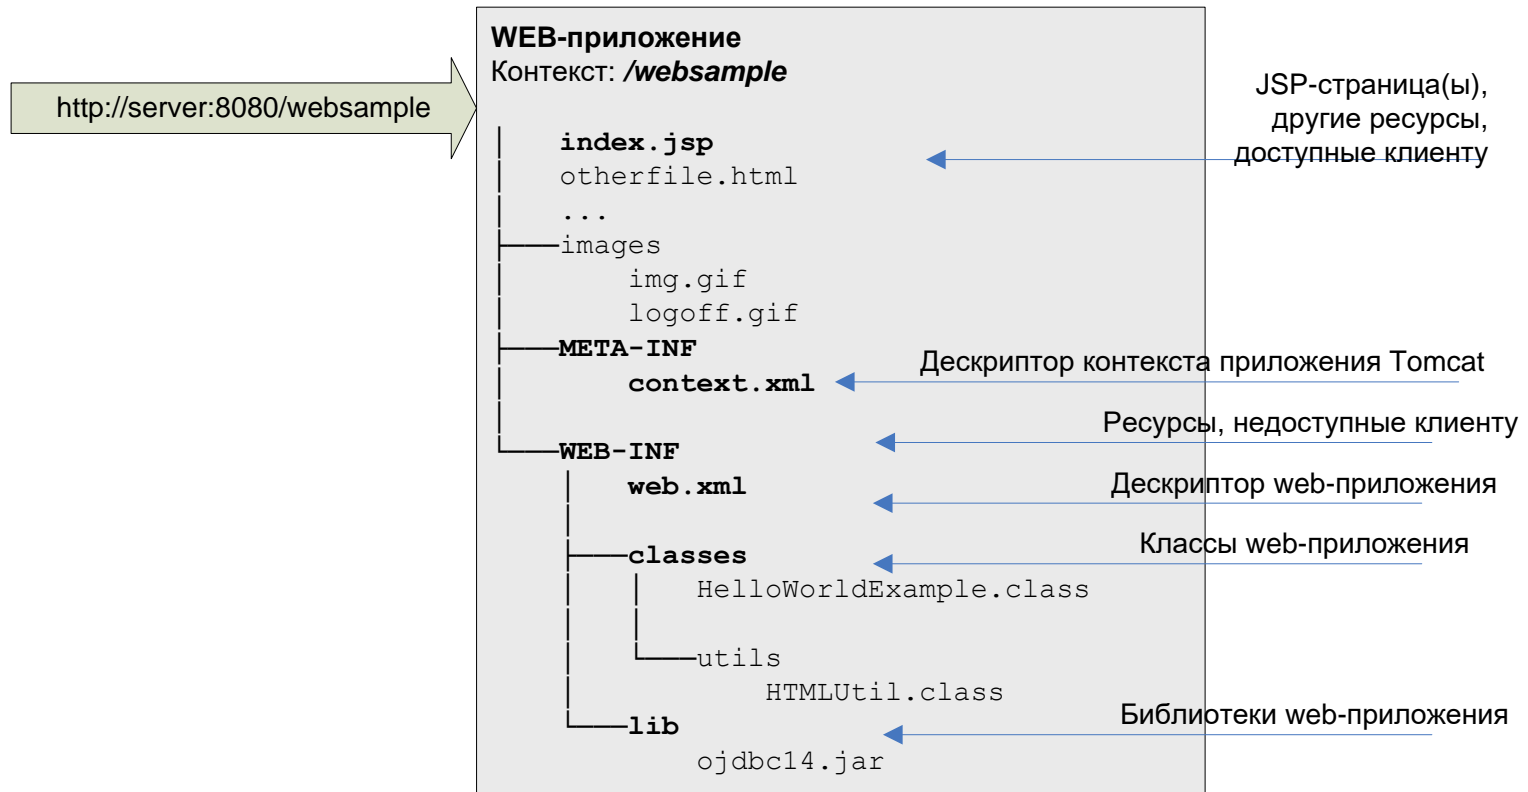 WEB-приложение
Контекст: /websample
http://server:8080/websample
JSP-страница(ы),
другие ресурсы,
доступные клиенту
index.jsp
otherfile.html
...
images
img.gif
logoff.gif
META-INF
Дескриптор контекста приложения Tomcat
context.xml
Ресурсы, недоступные клиенту
WEB-INF
web.xml
Дескриптор web-приложения
Классы web-приложения
classes
HelloWorldExample.class
utils
HTMLUtil.class
Библиотеки web-приложения
lib
ojdbc14.jar